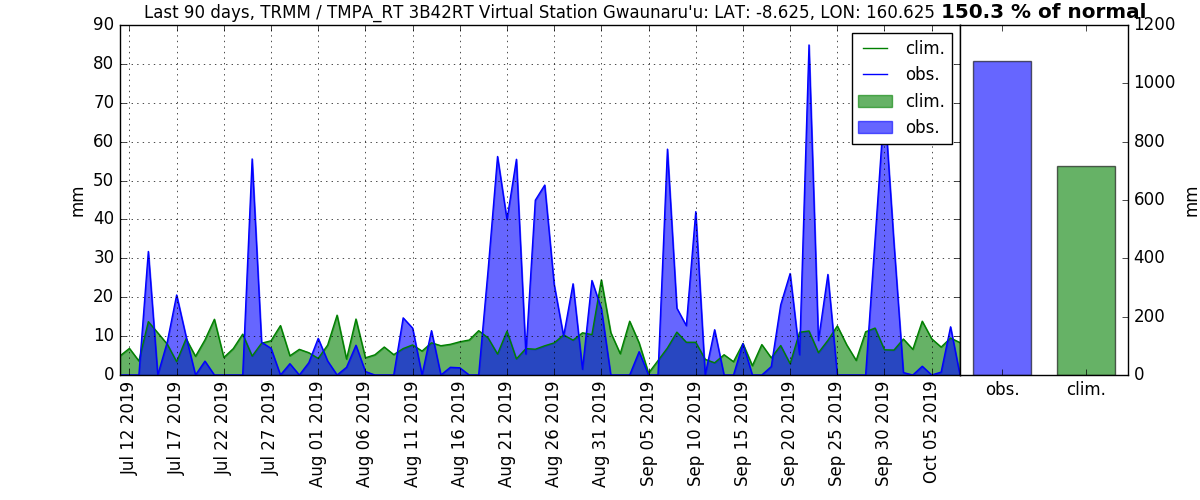 Last 90 days, TRMM / TMPA_RT 3B42RT Virtual Station Gwaunaru'u: LAT: -8.625, LON: 160.625 150.3 % of normal
90
80
70
60
50
40
30
20
10
0
mm
clim.
obs.
clim.
obs.
1200
1000
800
600
400
200
0
mm
Jul 12 2019
Jul 17 2019
Jul 22 2019
Jul 27 2019
Aug 01 2019
Aug 06 2019
Aug 11 2019
Aug 16 2019
Aug 21 2019
Aug 26 2019
Aug 31 2019
Sep 05 2019
Sep 10 2019
Sep 15 2019
Sep 20 2019
Sep 25 2019
Sep 30 2019
Oct 05 2019
obs.
clim.